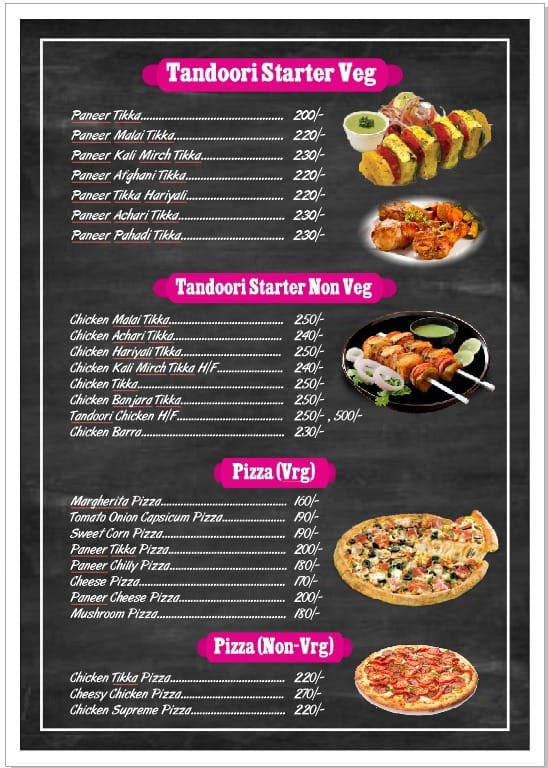 Tandoori Starter Veg
Paneer Tikka.................................................. 200/-
Paneer Malai Tikka...................................... 220/-
Paneer Kali Mirch Tikka............................. 230/-
Paneer Afghani Tikka.................................. 220/-
Paneer Tikka Hariyali.................................. 220/-
Paneer Achari Tikka..................................... 230/-
Paneer Pahadi Tikka..................................... 230/-
Tandoori Starter Non Veg
Chicken Malai Tikka........................................ 250/-
Chicken Achari Tikka...................................... 240/-
Chicken Hariyali TIkka................................... 250/-
Chicken Kali Mirch Tikka H/F....................... 240/-
Chicken Tikka................................................... 250/-
Chicken Banjara Tikka.................................... 250/-
Tandoori Chicken H/F..................................... 250/- , 500/-
Chicken Barra.................................................. 230/-
Pizza (Vrg)
Margherita Pizza............................................ 160/-
Tomato Onion Capsicum Pizza...................... 190/-
Sweet Corn Pizza............................................ 190/-
Paneer Tikka Pizza......................................... 200/-
Paneer Chilly Pizza........................................ 180/-
Cheese Pizza................................................... 170/-
Paneer Cheese Pizza...................................... 200/-
Mushroom Pizza............................................. 180/-
Pizza (Non-Vrg)
Chicken Tikka Pizza........................................ 220/-
Cheesy Chicken Pizza..................................... 270/-
Chicken Supreme Pizza.................................. 220/-